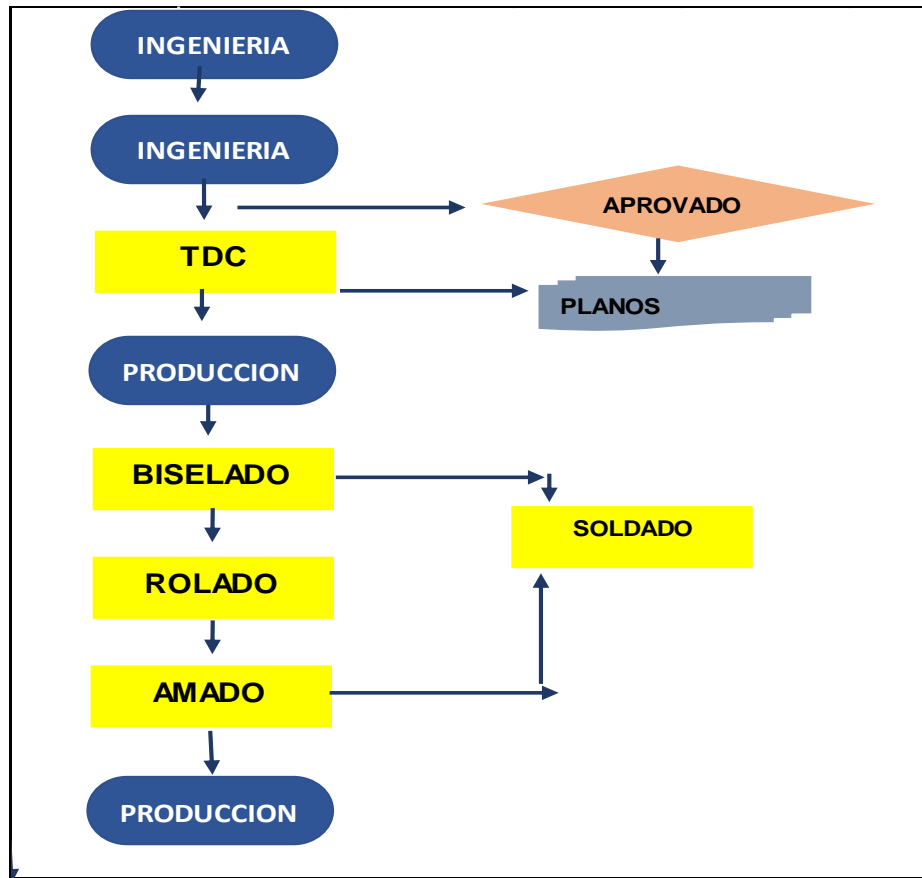 INGENIERIA
INGENIERIA
APROVADO
TDC
PLANOS
PRODUCCION
BISELADO
SOLDADO
ROLADO
AMADO
PRODUCCION